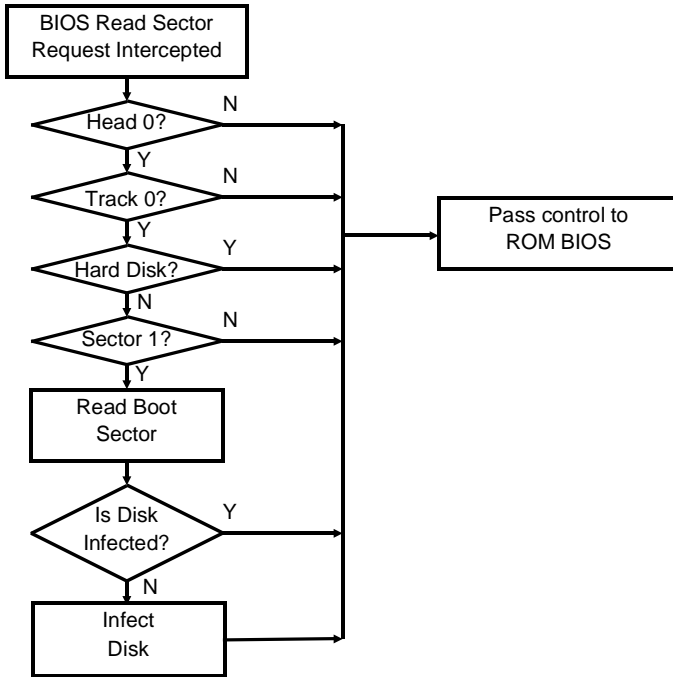 BIOS Read Sector
Request Intercepted
N
Head 0?
Y
N
Track 0?
Y
Y
Hard Disk?
N
N
Sector 1?
Y
Read Boot
Sector
Is Disk
Infected?
Y
N
Infect
Disk
Pass control to
ROM BIOS